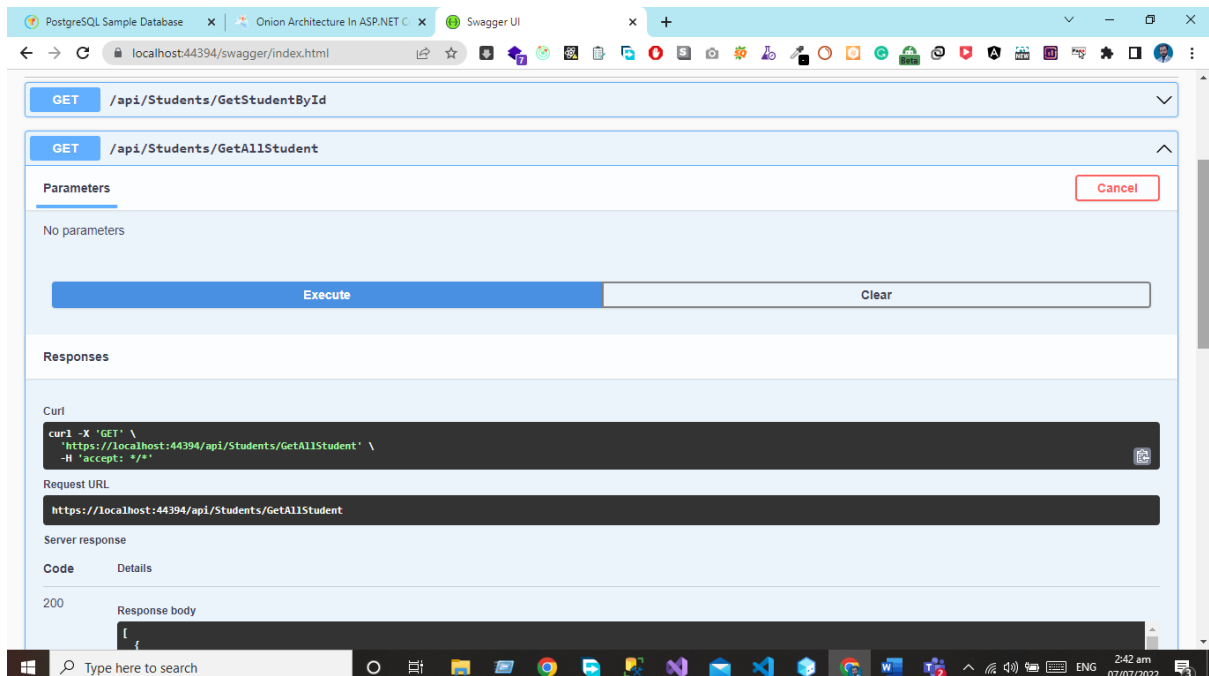 PostgreSQL Sample Database
Onion Architecture In ASP.NET C
Swagger UI
localhost:44394/swagger/index.html
GET /api/Students/GetStudentById
GET /api/Students/GetAllStudent
Parameters
Cancel
No parameters
Execute
Clear
Responses
Curl
curl -X 'GET' \
'https://localhost:44394/api/Students/GetAllStudent' \
-H 'accept: */*'
Request URL
https://localhost:44394/api/Students/GetAllStudent
Server response
Code Details
200
Response body
[
{
Type here to search
ENG
2:42 am
07/07/2022